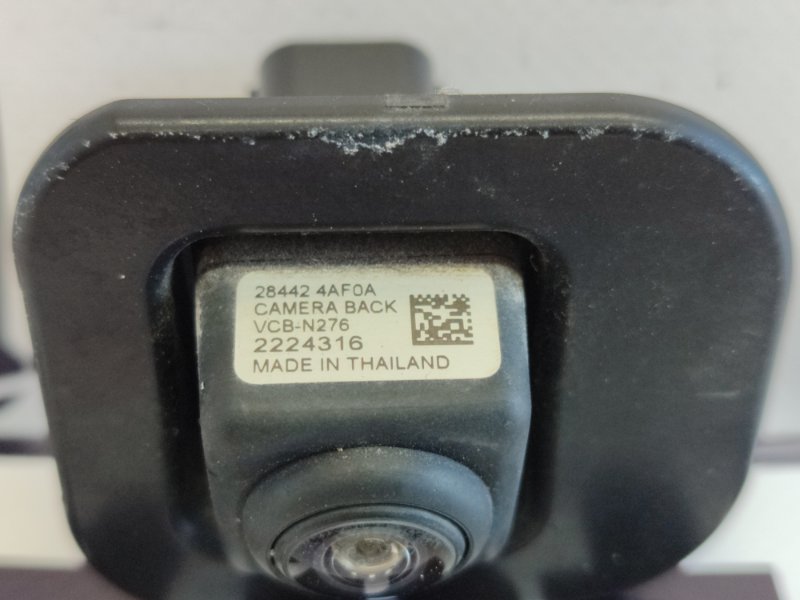 28442 4AF0A
CAMERA BACK
VCB-N276
2224316
MADE IN THAILAND